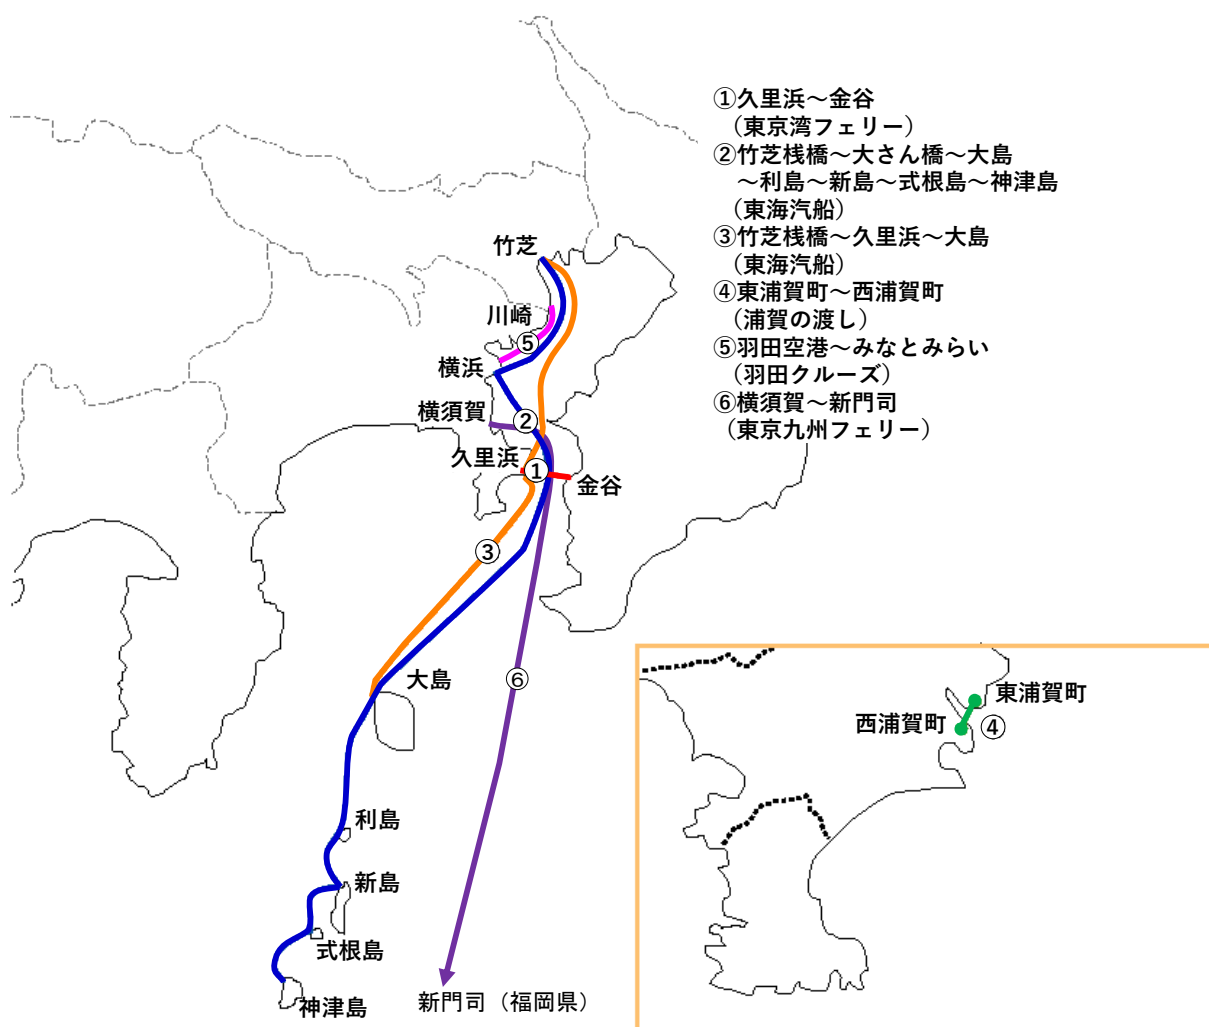 ①久里浜～金谷
（東京湾フェリー）
②竹芝桟橋～大さん橋～大島
～利島～新島～式根島～神津島
（東海汽船）
③竹芝桟橋～久里浜～大島
（東海汽船）
④東浦賀町～西浦賀町
（浦賀の渡し）
⑤羽田空港～みなとみらい
（羽田クルーズ）
⑥横須賀～新門司
（東京九州フェリー）
竹芝
川崎
⑤
横浜
横須賀
②
久里浜
①
金谷
③
大島
⑥
利島
新島
式根島
神津島
新門司（福岡県）
東浦賀町
西浦賀町
④